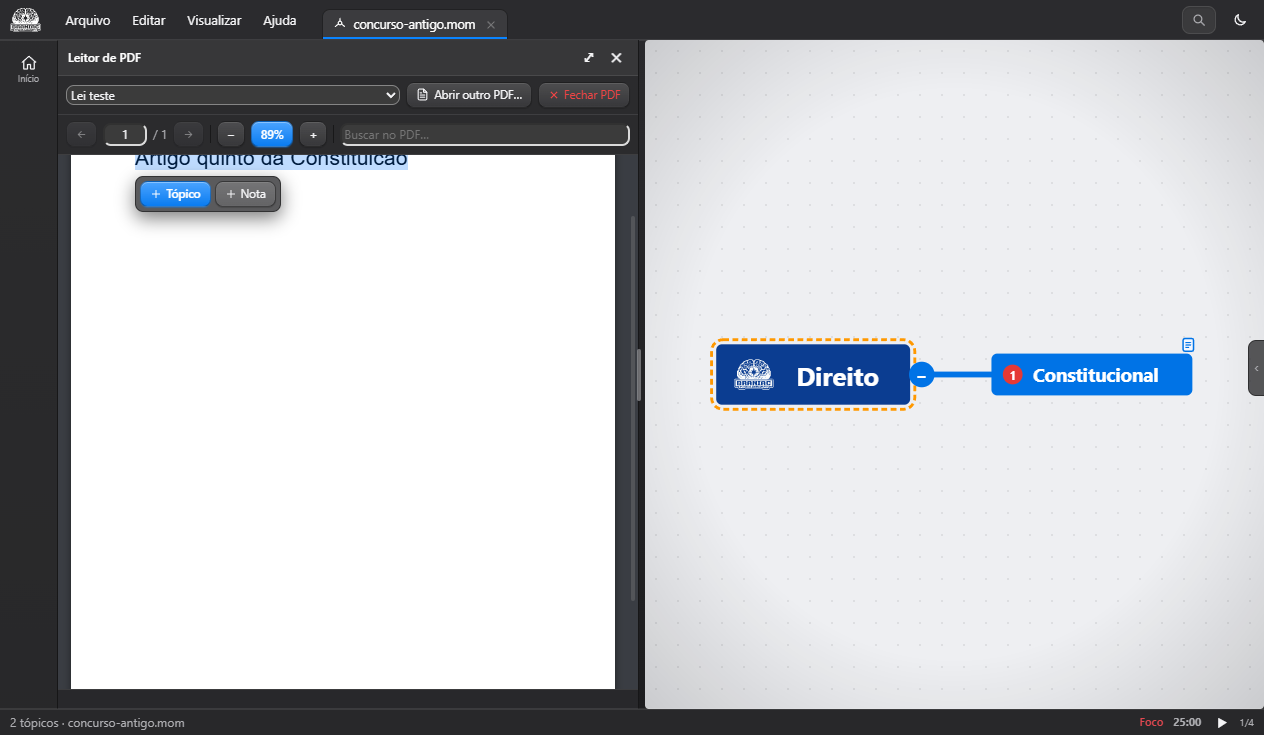 Arquivo Editar Visualizar Ajuda concurso-antigo.mom
Início
Leitor de PDF
Lei teste Abrir outro PDF... Fechar PDF
1 / 1 − 89% + Buscar no PDF...
Artigo quinto da Constituicao
+ Tópico + Nota
BRANIAC Direito − 1 Constitucional
2 tópicos · concurso-antigo.mom Foco 25:00 1/4